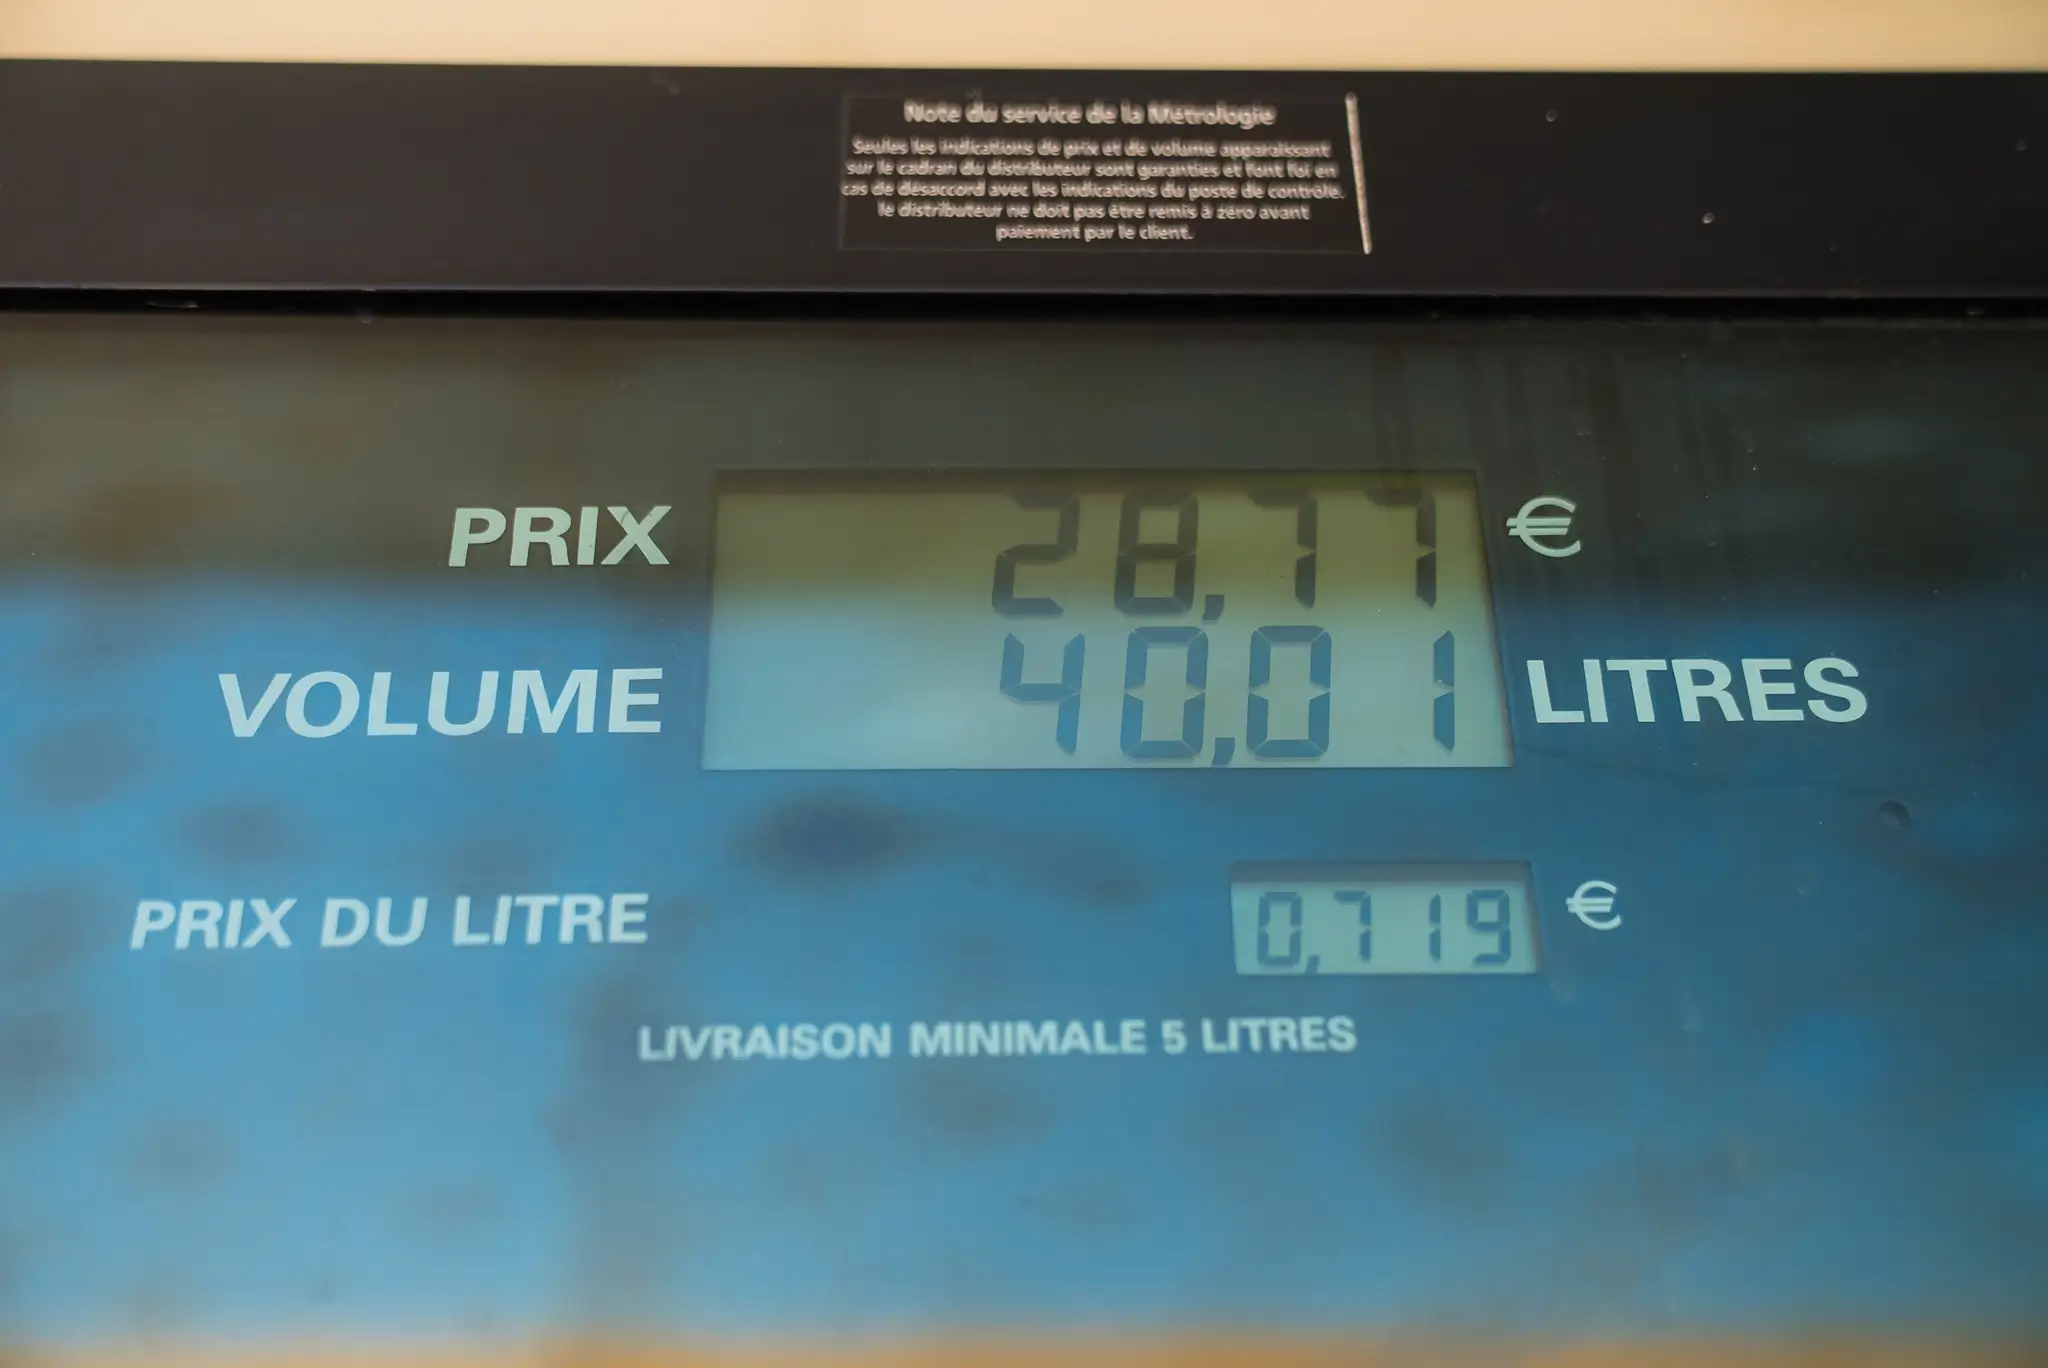 Note du service de la Métrologie
Seules les indications de prix et de volume apparaissant
sur le cadran du distributeur sont garanties et font foi en
cas de désaccord avec les indications du poste de contrôle.
le distributeur ne doit pas être remis à zéro avant
paiement par le client.
PRIX 28,77 €
VOLUME 40,01 LITRES
PRIX DU LITRE 0,719 €
LIVRAISON MINIMALE 5 LITRES